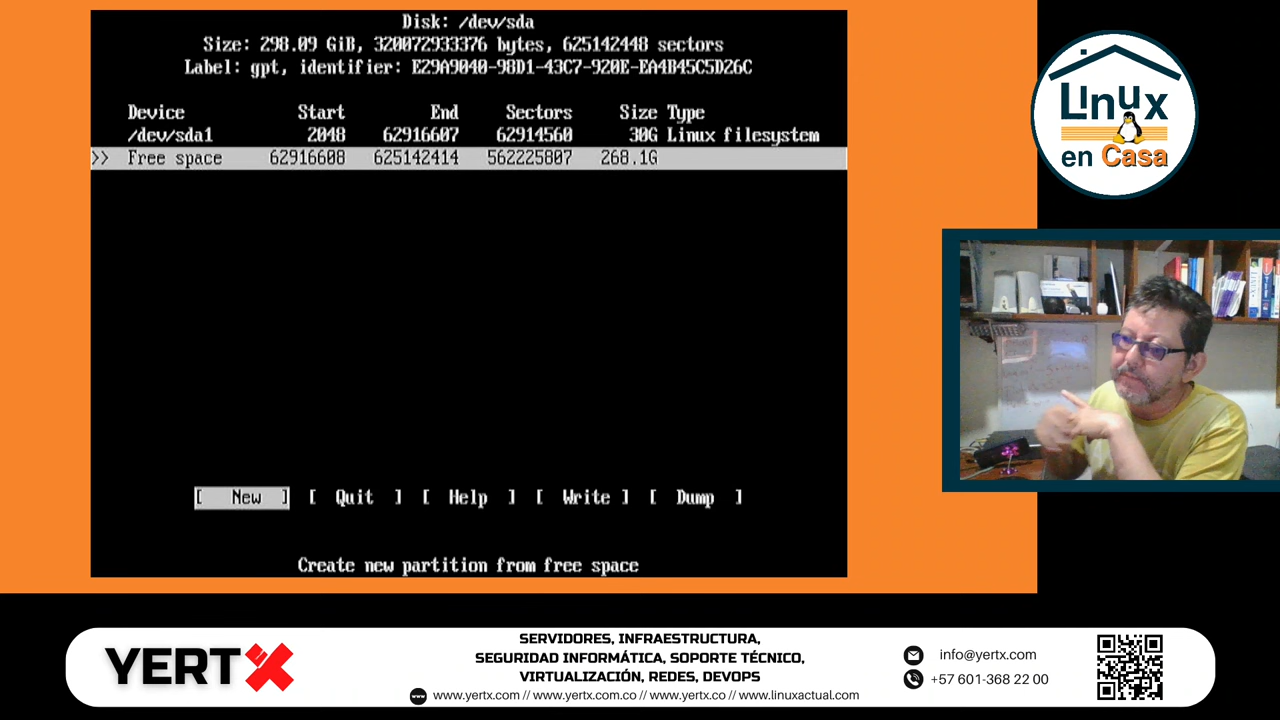 Disk: /dev/sda
Size: 298.09 GiB, 320072933376 bytes, 625142448 sectors
Label: gpt, identifier: E29A9040-98D1-43C7-920E-EA4B45C5D26C
Device Start End Sectors Size Type
/dev/sda1 2048 62916607 62914560 30G Linux filesystem
>> Free space 62916608 625142414 562225807 268.1G
[ New ] [ Quit ] [ Help ] [ Write ] [ Dump ]
Create new partition from free space
Linux
en Casa
YERTX
SERVIDORES, INFRAESTRUCTURA,
SEGURIDAD INFORMÁTICA, SOPORTE TÉCNICO,
VIRTUALIZACIÓN, REDES, DEVOPS
www.yertx.com // www.yertx.com.co // www.yertx.co // www.linuxactual.com
info@yertx.com
+57 601-368 22 00